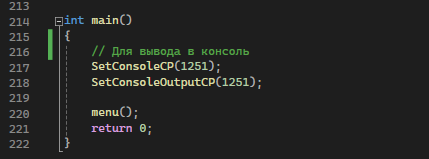 213
214 int main()
215 {
216 // Для вывода в консоль
217 SetConsoleCP(1251);
218 SetConsoleOutputCP(1251);
219
220 menu();
221 return 0;
222 }